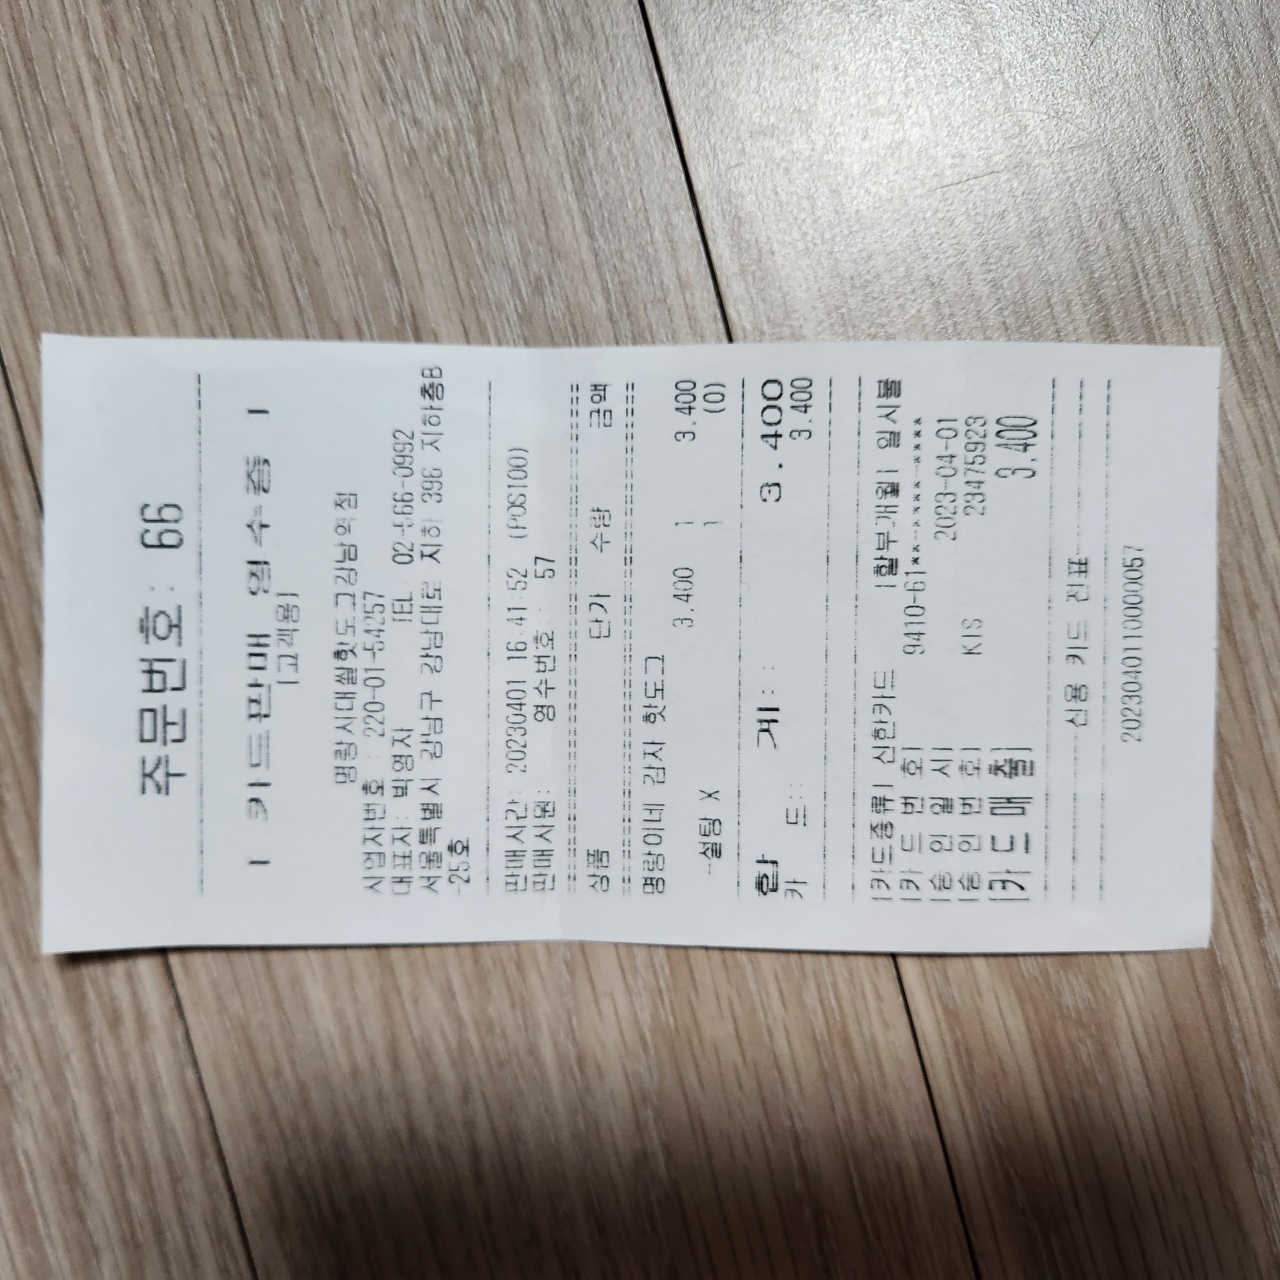 주문번호: 66
[ 카드판매 영수증 ]
[고객용]
명랑시대쌀핫도그강남역점
사업자번호 : 220-01-54257
대표자: 박영자 TEL: 02-566-0992
서울특별시 강남구 강남대로 지하 396 지하층B
-25호
판매시간: 20230401 16:41:52 (POS100)
판매사원: 영수번호: 57
상품 단가 수량 금액
명랑이네 감자 핫도그
3.400 1 3.400
-설탕 X 1 (0)
합 계: 3.400
카 드: 3.400
[카드종류] 신한카드 [할부개월] 일시불
[카드 번 호] 9410-61**-****-****
[승 인 일 시] 2023-04-01
[승 인 번 호] KIS 23475923
[카 드 매 출] 3,400
신용 카드 전표
20230401100000057